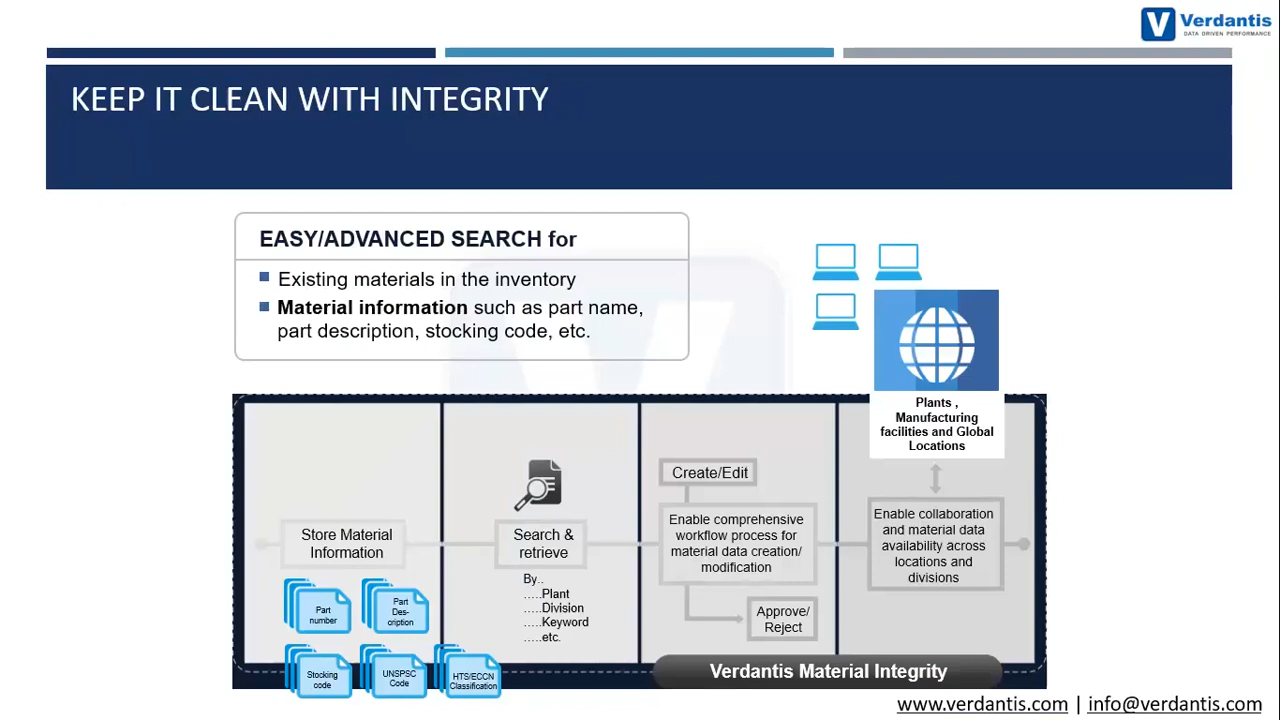 Verdantis
DATA DRIVEN PERFORMANCE
KEEP IT CLEAN WITH INTEGRITY
EASY/ADVANCED SEARCH for
Existing materials in the inventory
Material information such as part name,
part description, stocking code, etc.
Plants ,
Manufacturing
facilities and Global
Locations
Store Material
Information
Part
number
Part
Des-
cription
Stocking
code
UNSPSC
Code
HTS/ECCN
Classification
Search &
retrieve
By..
.....Plant
.....Division
.....Keyword
.....etc.
Create/Edit
Enable comprehensive
workflow process for
material data creation/
modification
Approve/
Reject
Enable collaboration
and material data
availability across
locations and
divisions
Verdantis Material Integrity
www.verdantis.com | info@verdantis.com